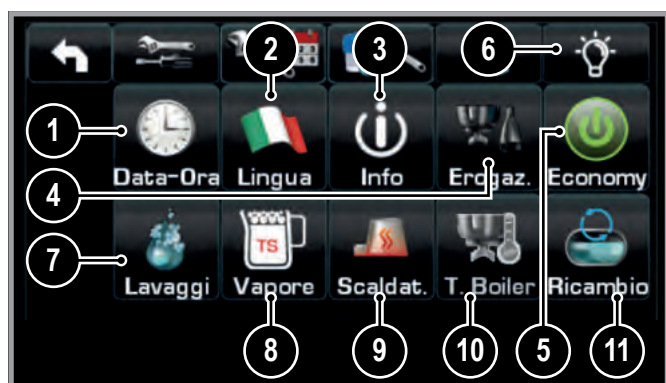 2 3 6
1
Data-Ora Lingua Info Erogaz. Economy
4
TS
7
Lavaggi Vapore Scaldat. T. Boiler Ricambio
8 9 10 5 11